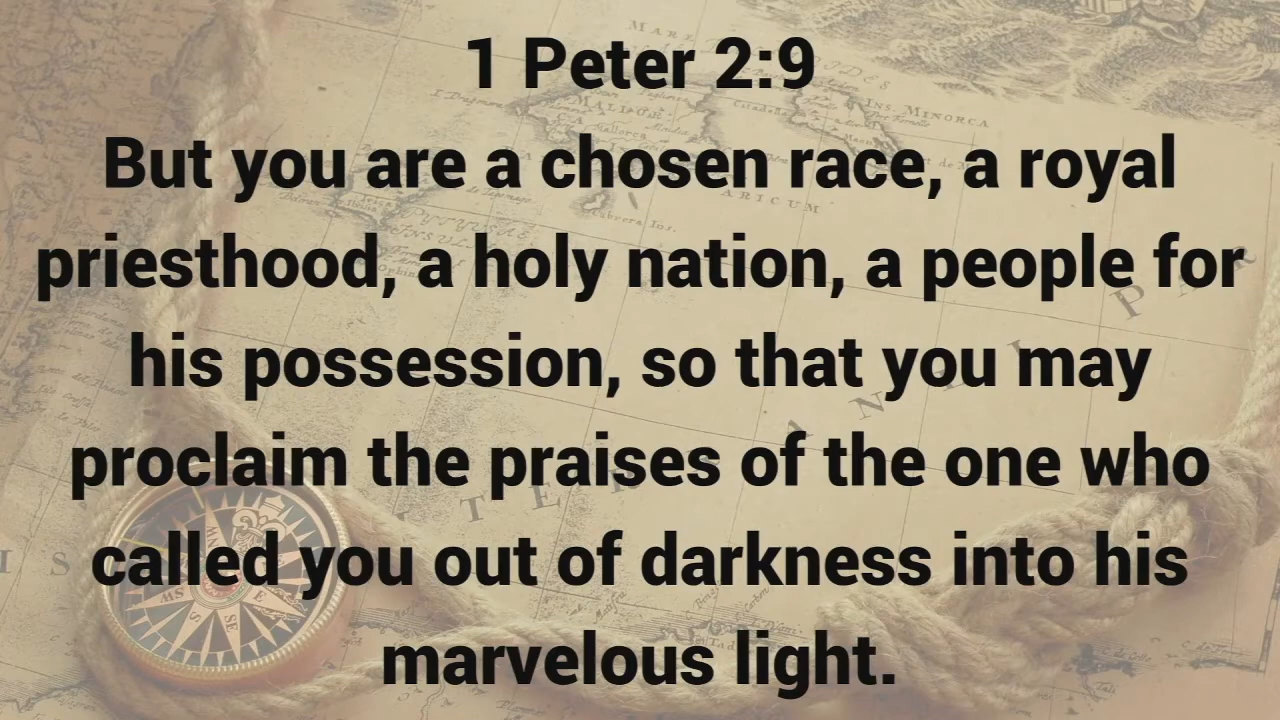 1 Peter 2:9
But you are a chosen race, a royal
priesthood, a holy nation, a people for
his possession, so that you may
proclaim the praises of the one who
called you out of darkness into his
marvelous light.